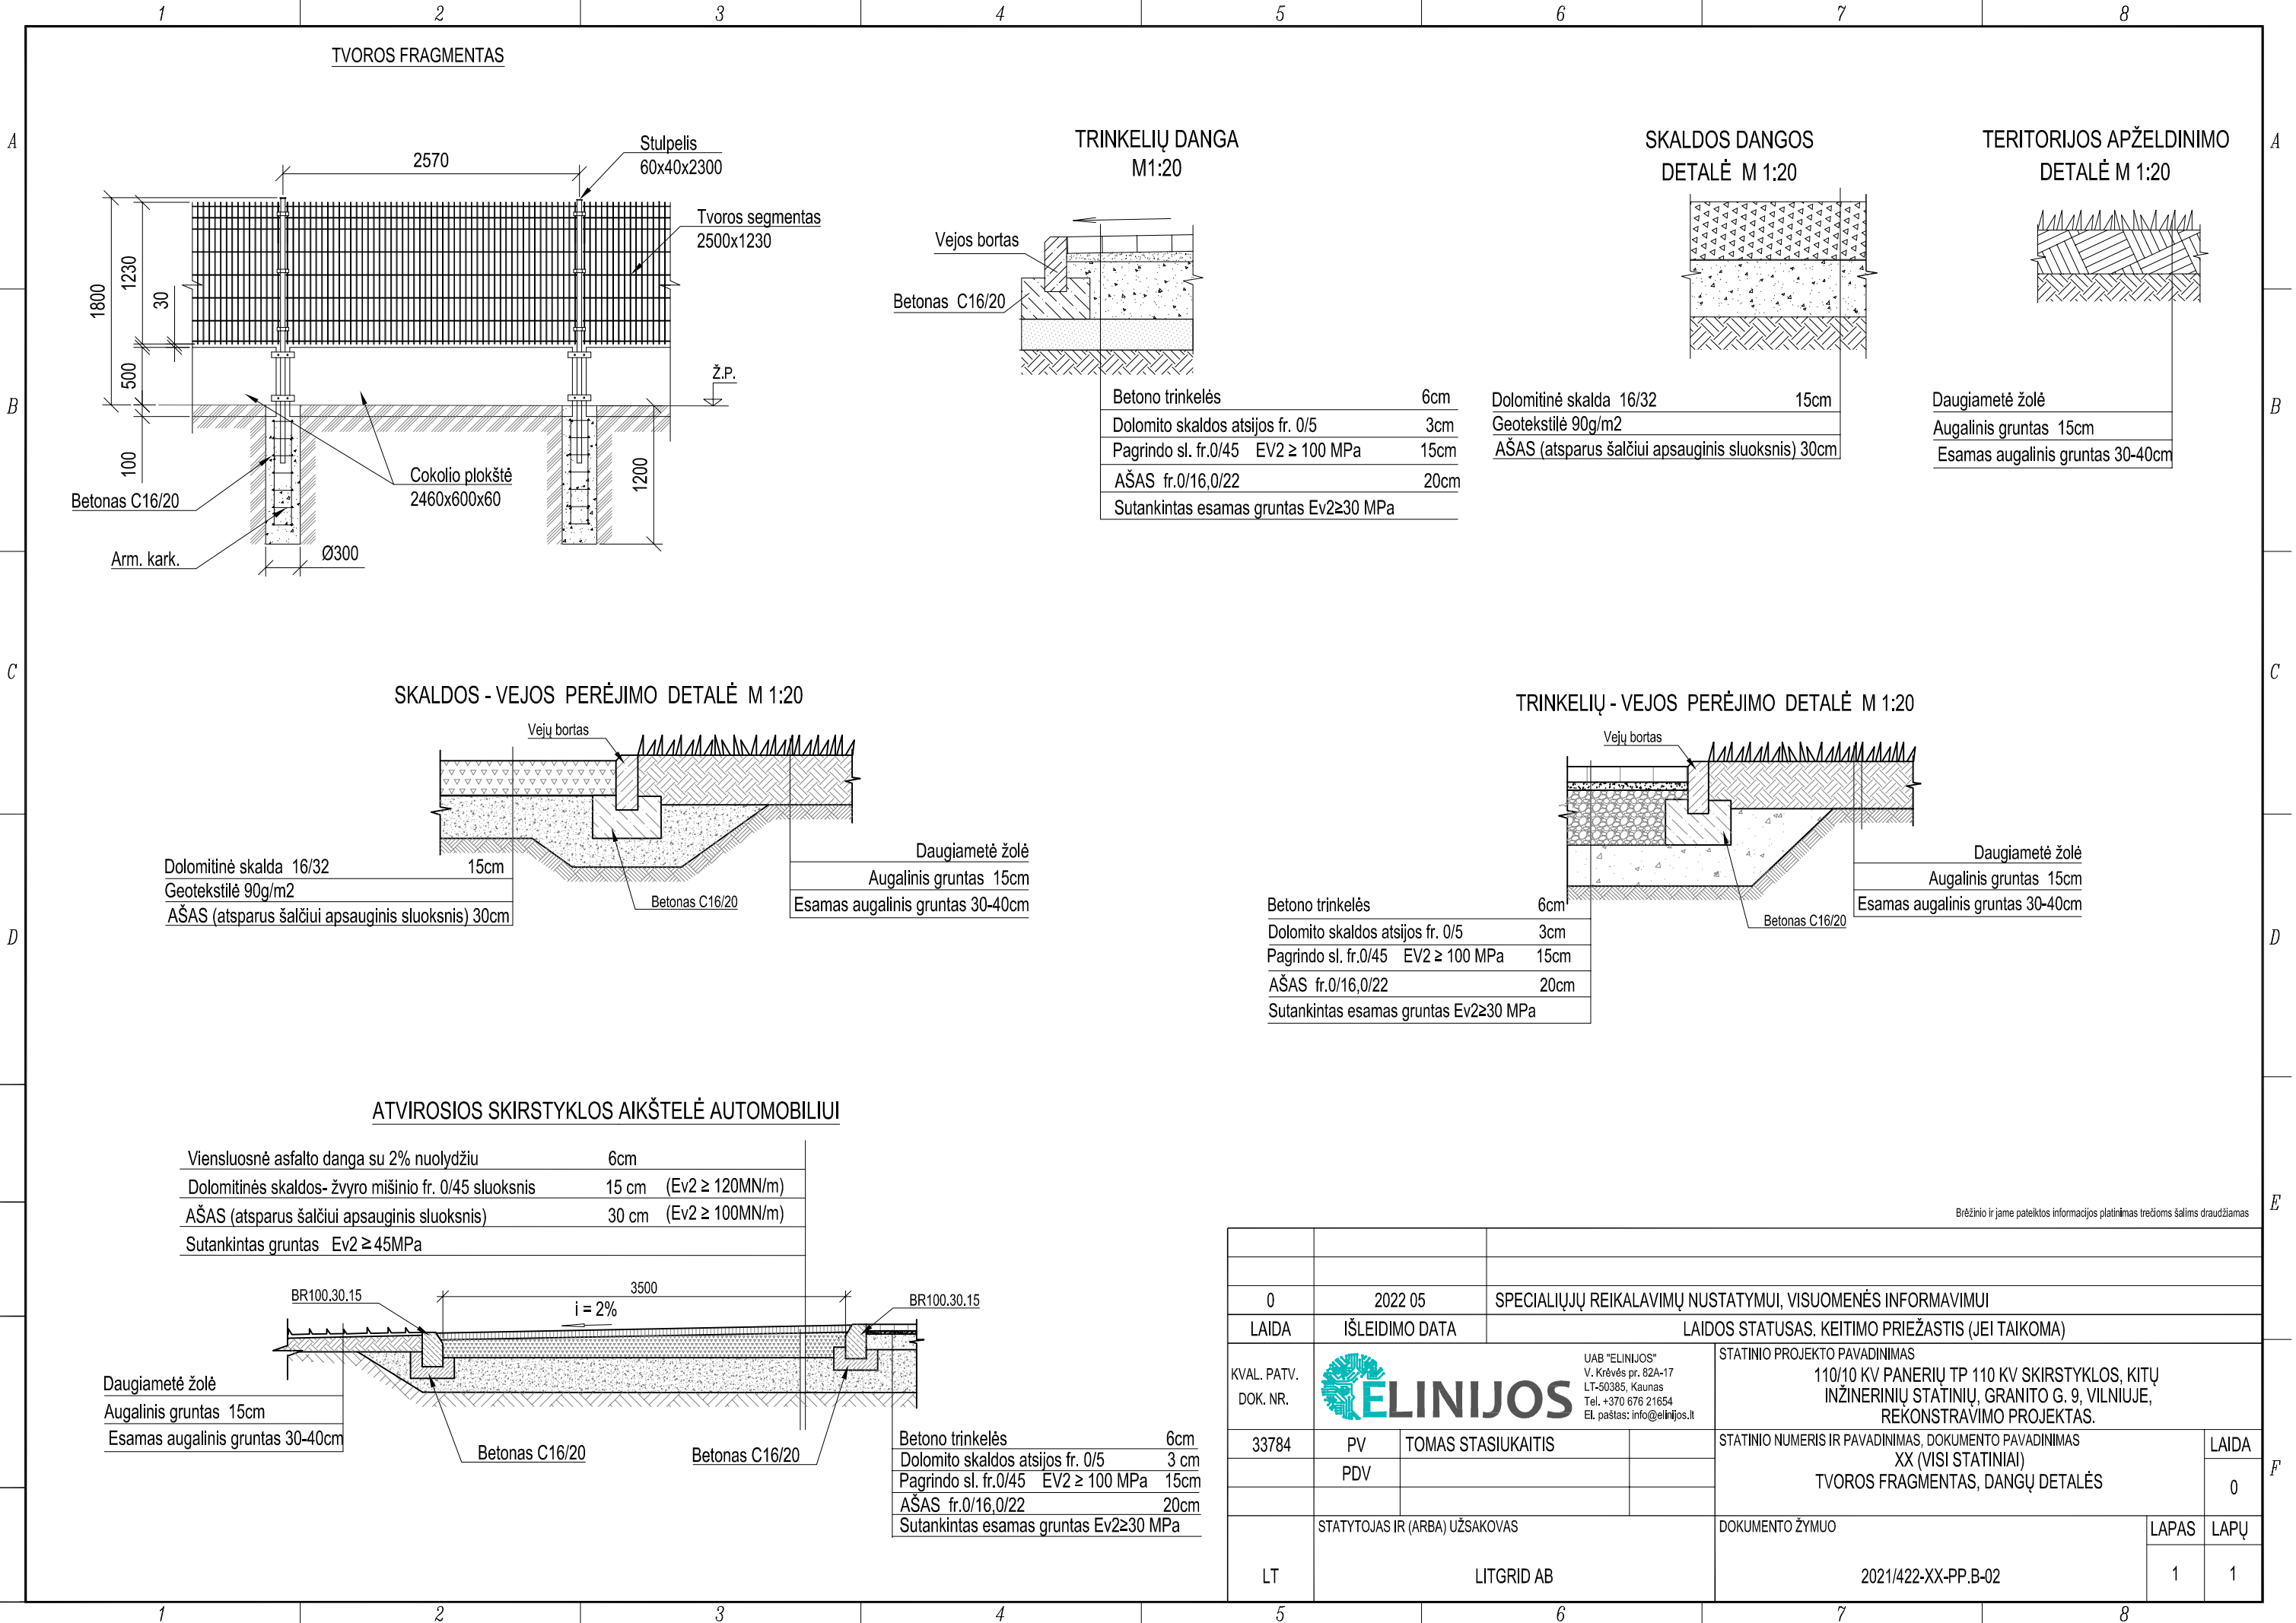 1 2 3 4 5 6 7 8
A
B
C
D
E
F
TVOROS FRAGMENTAS
2570
Stulpelis
60x40x2300
Tvoros segmentas
2500x1230
1800
1230
30
500
100
Ž.P.
1200
Cokolio plokštė
2460x600x60
Betonas C16/20
Arm. kark.
Ø300
TRINKELIŲ DANGA
M1:20
Vejos bortas
Betonas C16/20
Betono trinkelės 6cm
Dolomito skaldos atsijos fr. 0/5 3cm
Pagrindo sl. fr.0/45 EV2 ≥ 100 MPa 15cm
AŠAS fr.0/16,0/22 20cm
Sutankintas esamas gruntas Ev2≥30 MPa
SKALDOS DANGOS
DETALĖ M 1:20
Dolomitinė skalda 16/32 15cm
Geotekstilė 90g/m2
AŠAS (atsparus šalčiui apsauginis sluoksnis) 30cm
TERITORIJOS APŽELDINIMO
DETALĖ M 1:20
Daugiametė žolė
Augalinis gruntas 15cm
Esamas augalinis gruntas 30-40cm
A
B
C
D
E
F
SKALDOS - VEJOS PERĖJIMO DETALĖ M 1:20
Vejų bortas
Dolomitinė skalda 16/32 15cm
Geotekstilė 90g/m2
AŠAS (atsparus šalčiui apsauginis sluoksnis) 30cm
Betonas C16/20
Daugiametė žolė
Augalinis gruntas 15cm
Esamas augalinis gruntas 30-40cm
TRINKELIŲ - VEJOS PERĖJIMO DETALĖ M 1:20
Vejų bortas
Betono trinkelės 6cm
Dolomito skaldos atsijos fr. 0/5 3cm
Pagrindo sl. fr.0/45 EV2 ≥ 100 MPa 15cm
AŠAS fr.0/16,0/22 20cm
Sutankintas esamas gruntas Ev2≥30 MPa
Betonas C16/20
Daugiametė žolė
Augalinis gruntas 15cm
Esamas augalinis gruntas 30-40cm
ATVIROSIOS SKIRSTYKLOS AIKŠTELĖ AUTOMOBILIUI
Viensluosnė asfalto danga su 2% nuolydžiu 6cm
Dolomitinės skaldos- žvyro mišinio fr. 0/45 sluoksnis 15 cm (Ev2 ≥ 120MN/m)
AŠAS (atsparus šalčiui apsauginis sluoksnis) 30 cm (Ev2 ≥ 100MN/m)
Sutankintas gruntas Ev2 ≥ 45MPa
BR100.30.15
3500
i = 2%
BR100.30.15
Daugiametė žolė
Augalinis gruntas 15cm
Esamas augalinis gruntas 30-40cm
Betonas C16/20
Betonas C16/20
Betono trinkelės 6cm
Dolomito skaldos atsijos fr. 0/5 3 cm
Pagrindo sl. fr.0/45 EV2 ≥ 100 MPa 15cm
AŠAS fr.0/16,0/22 20cm
Sutankintas esamas gruntas Ev2≥30 MPa
Brėžinio ir jame pateiktos informacijos platinimas trečioms šalims draudžiamas
0 2022 05 SPECIALIŲJŲ REIKALAVIMŲ NUSTATYMUI, VISUOMENĖS INFORMAVIMUI
LAIDA IŠLEIDIMO DATA LAIDOS STATUSAS. KEITIMO PRIEŽASTIS (JEI TAIKOMA)
KVAL. PATV.
DOK. NR.
ELINIJOS
UAB "ELINIJOS"
V. Krėvės pr. 82A-17
LT-50385, Kaunas
Tel. +370 676 21654
El. paštas: info@elinijos.lt
STATINIO PROJEKTO PAVADINIMAS
110/10 KV PANERIŲ TP 110 KV SKIRSTYKLOS, KITŲ
INŽINERINIŲ STATINIŲ, GRANITO G. 9, VILNIUJE,
REKONSTRAVIMO PROJEKTAS.
33784 PV TOMAS STASIUKAITIS
PDV
STATINIO NUMERIS IR PAVADINIMAS, DOKUMENTO PAVADINIMAS
XX (VISI STATINIAI)
TVOROS FRAGMENTAS, DANGŲ DETALĖS
LAIDA
0
STATYTOJAS IR (ARBA) UŽSAKOVAS
LT LITGRID AB
DOKUMENTO ŽYMUO
2021/422-XX-PP.B-02
LAPAS LAPŲ
1 1
1 2 3 4 5 6 7 8